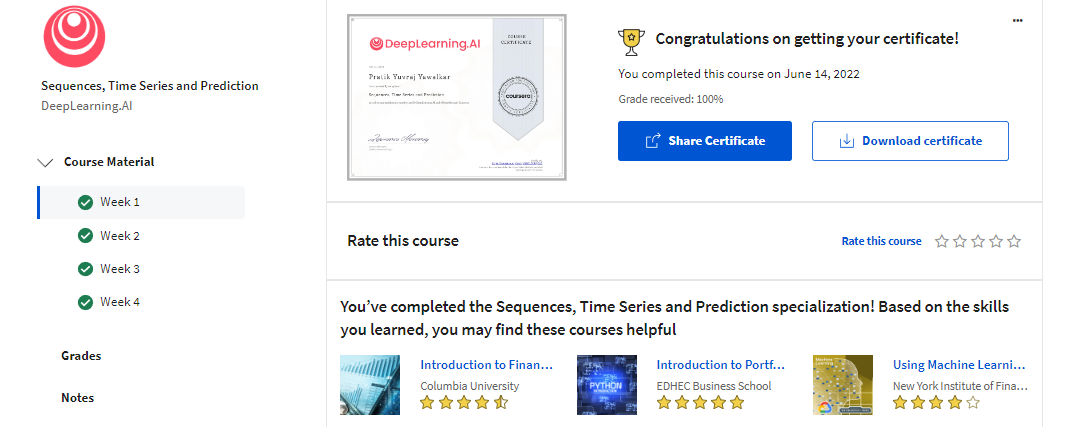 Sequences, Time Series and Prediction
DeepLearning.AI
Course Material
Week 1
Week 2
Week 3
Week 4
Grades
Notes
DeepLearning.AI
COURSE
CERTIFICATE
Pratik Yuvraj Yawalkar
Sequences, Time Series and Prediction
coursera
...
Congratulations on getting your certificate!
You completed this course on June 14, 2022
Grade received: 100%
Share Certificate
Download certificate
Rate this course
Rate this course
You’ve completed the Sequences, Time Series and Prediction specialization! Based on the skills
you learned, you may find these courses helpful
Introduction to Finan...
Columbia University
PYTHON
Introduction to Portf...
EDHEC Business School
Machine
Learning
Using Machine Learni...
New York Institute of Fina...